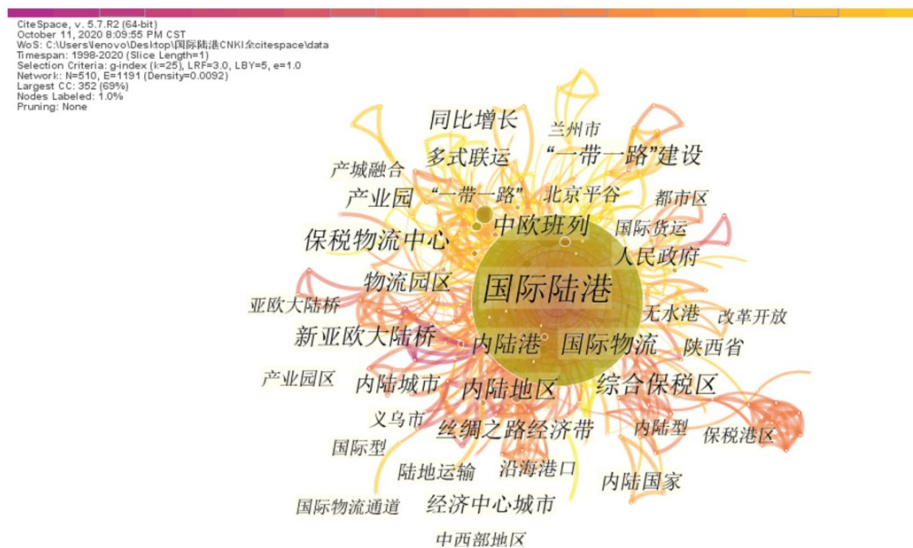 CiteSpace, v. 5.7.R2 (64-bit)
October 11, 2020 8:09:55 PM CST
WoS: C:\Users\lenovo\Desktop\国际陆港CNKI全citespace\data
Timespan: 1998-2020 (Slice Length=1)
Selection Criteria: g-index (k=25), LRF=3.0, LBY=5, e=1.0
Network: N=510, E=1191 (Density=0.0092)
Largest CC: 352 (69%)
Nodes Labeled: 1.0%
Pruning: None
同比增长
兰州市
多式联运
“一带一路”建设
产城融合
产业园
“一带一路”
北京平谷
都市区
中欧班列
国际货运
保税物流中心
人民政府
物流园区
国际陆港
亚欧大陆桥
无水港
改革开放
新亚欧大陆桥
内陆港
国际物流
陕西省
产业园区
内陆城市
内陆地区
综合保税区
义乌市
丝绸之路经济带
内陆型
保税港区
国际型
陆地运输
沿海港口
内陆国家
国际物流通道
经济中心城市
中西部地区